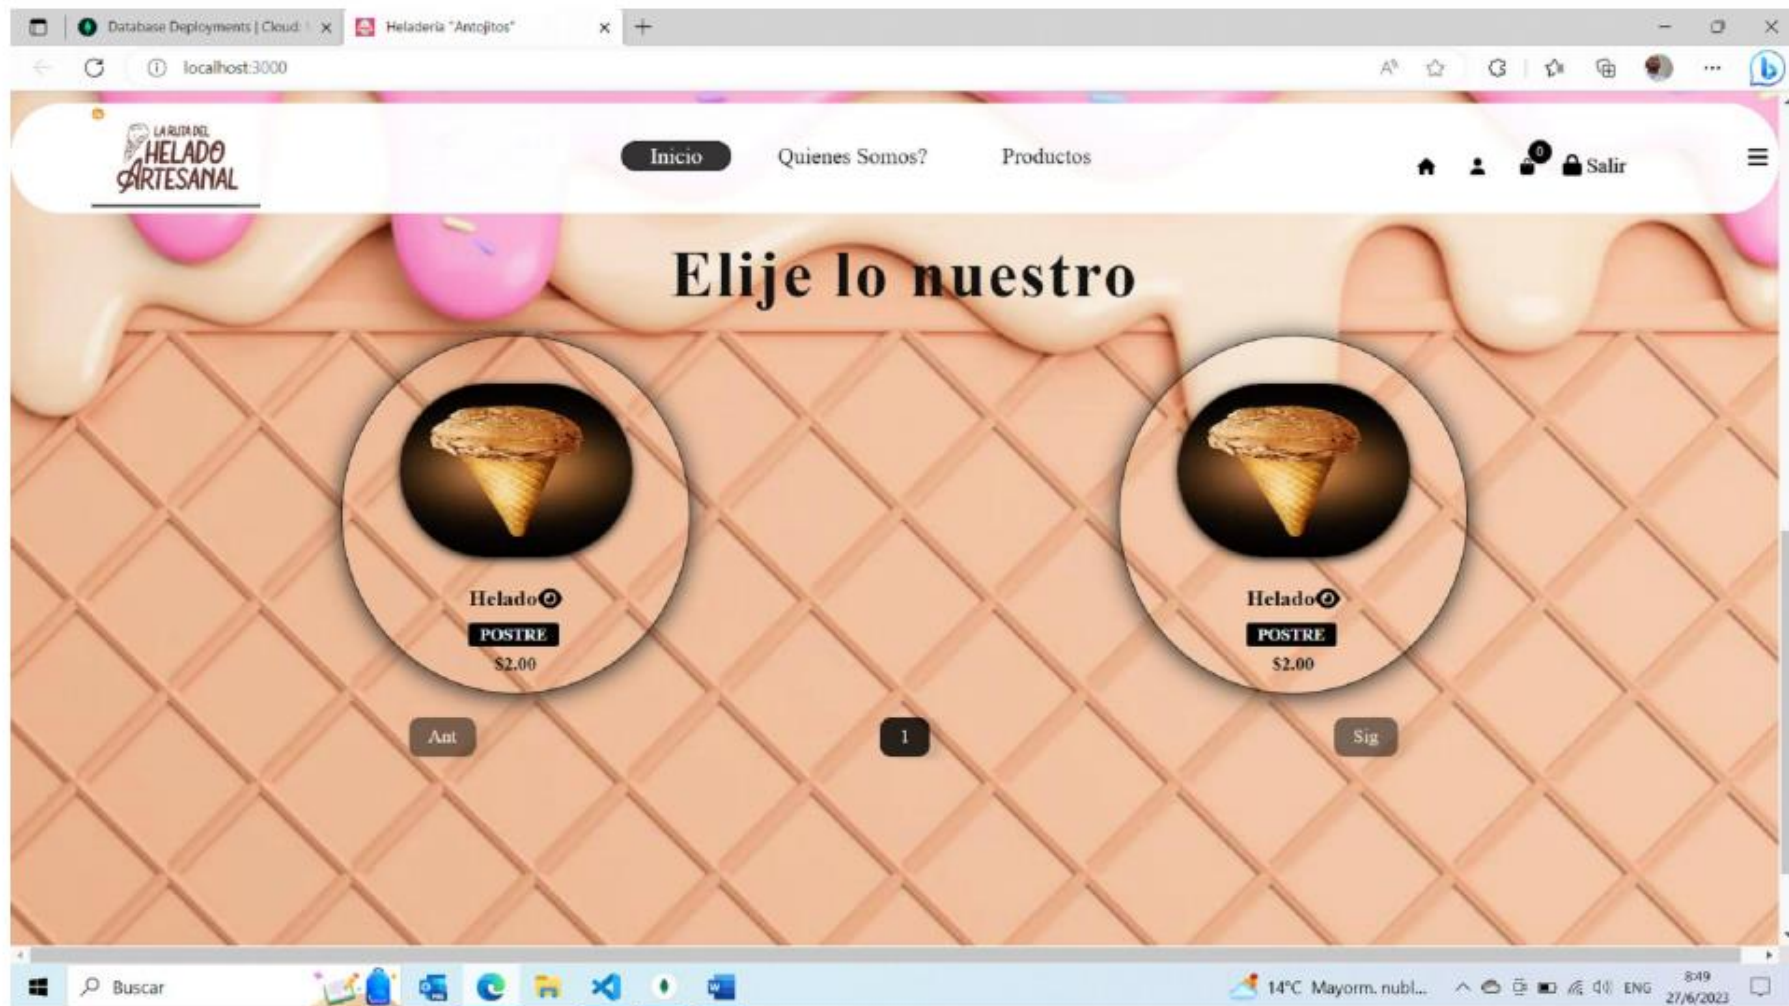 Database Deployments | Cloud:
Heladería "Antojitos"
localhost:3000
LA RUTA DEL
HELADO
ARTESANAL
Inicio
Quienes Somos?
Productos
0
Salir
Elije lo nuestro
Helado
POSTRE
$2.00
Helado
POSTRE
$2.00
Ant
1
Sig
Buscar
14°C Mayorm. nubl...
ENG
8:49
27/6/2023